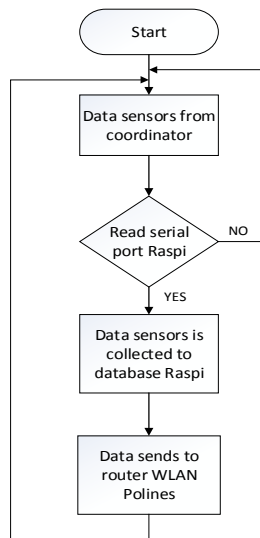 Start
Data sensors from
coordinator
Read serial
port Raspi
NO
YES
Data sensors is
collected to
database Raspi
Data sends to
router WLAN
Polines